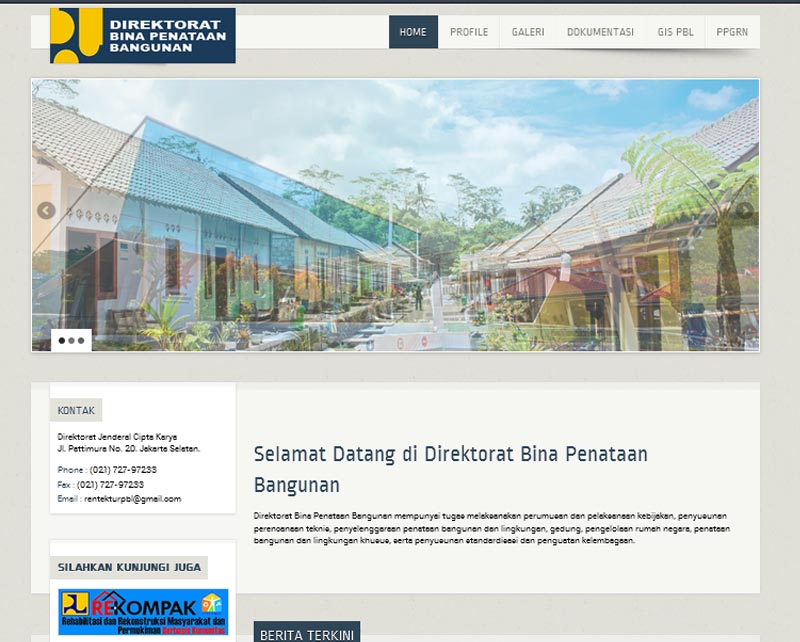 DIREKTORAT
BINA PENATAAN
BANGUNAN
HOME
PROFILE
GALERI
DOKUMENTASI
GIS PBL
PPGRN
KONTAK
Direktorat Jenderal Cipta Karya
Jl. Pattimura No. 20. Jakarta Selatan.
Phone : (021) 727-97233
Fax : (021) 727-97233
Email : rentekturpbl@gmail.com
Selamat Datang di Direktorat Bina Penataan
Bangunan
Direktorat Bina Penataan Bangunan mempunyai tugas melaksanakan perumusan dan pelaksanaan kebijakan, penyusunan
perencanaan teknis, penyelenggaraan penataan bangunan dan lingkungan, gedung, pengelolaan rumah negara, penataan
bangunan dan lingkungan khusus, serta penyusunan standardisasi dan penguatan kelembagaan.
SILAHKAN KUNJUNGI JUGA
REKOMPAK
Rehabilitasi dan Rekonstruksi Masyarakat dan
Permukiman Berbasis Komunitas
BERITA TERKINI